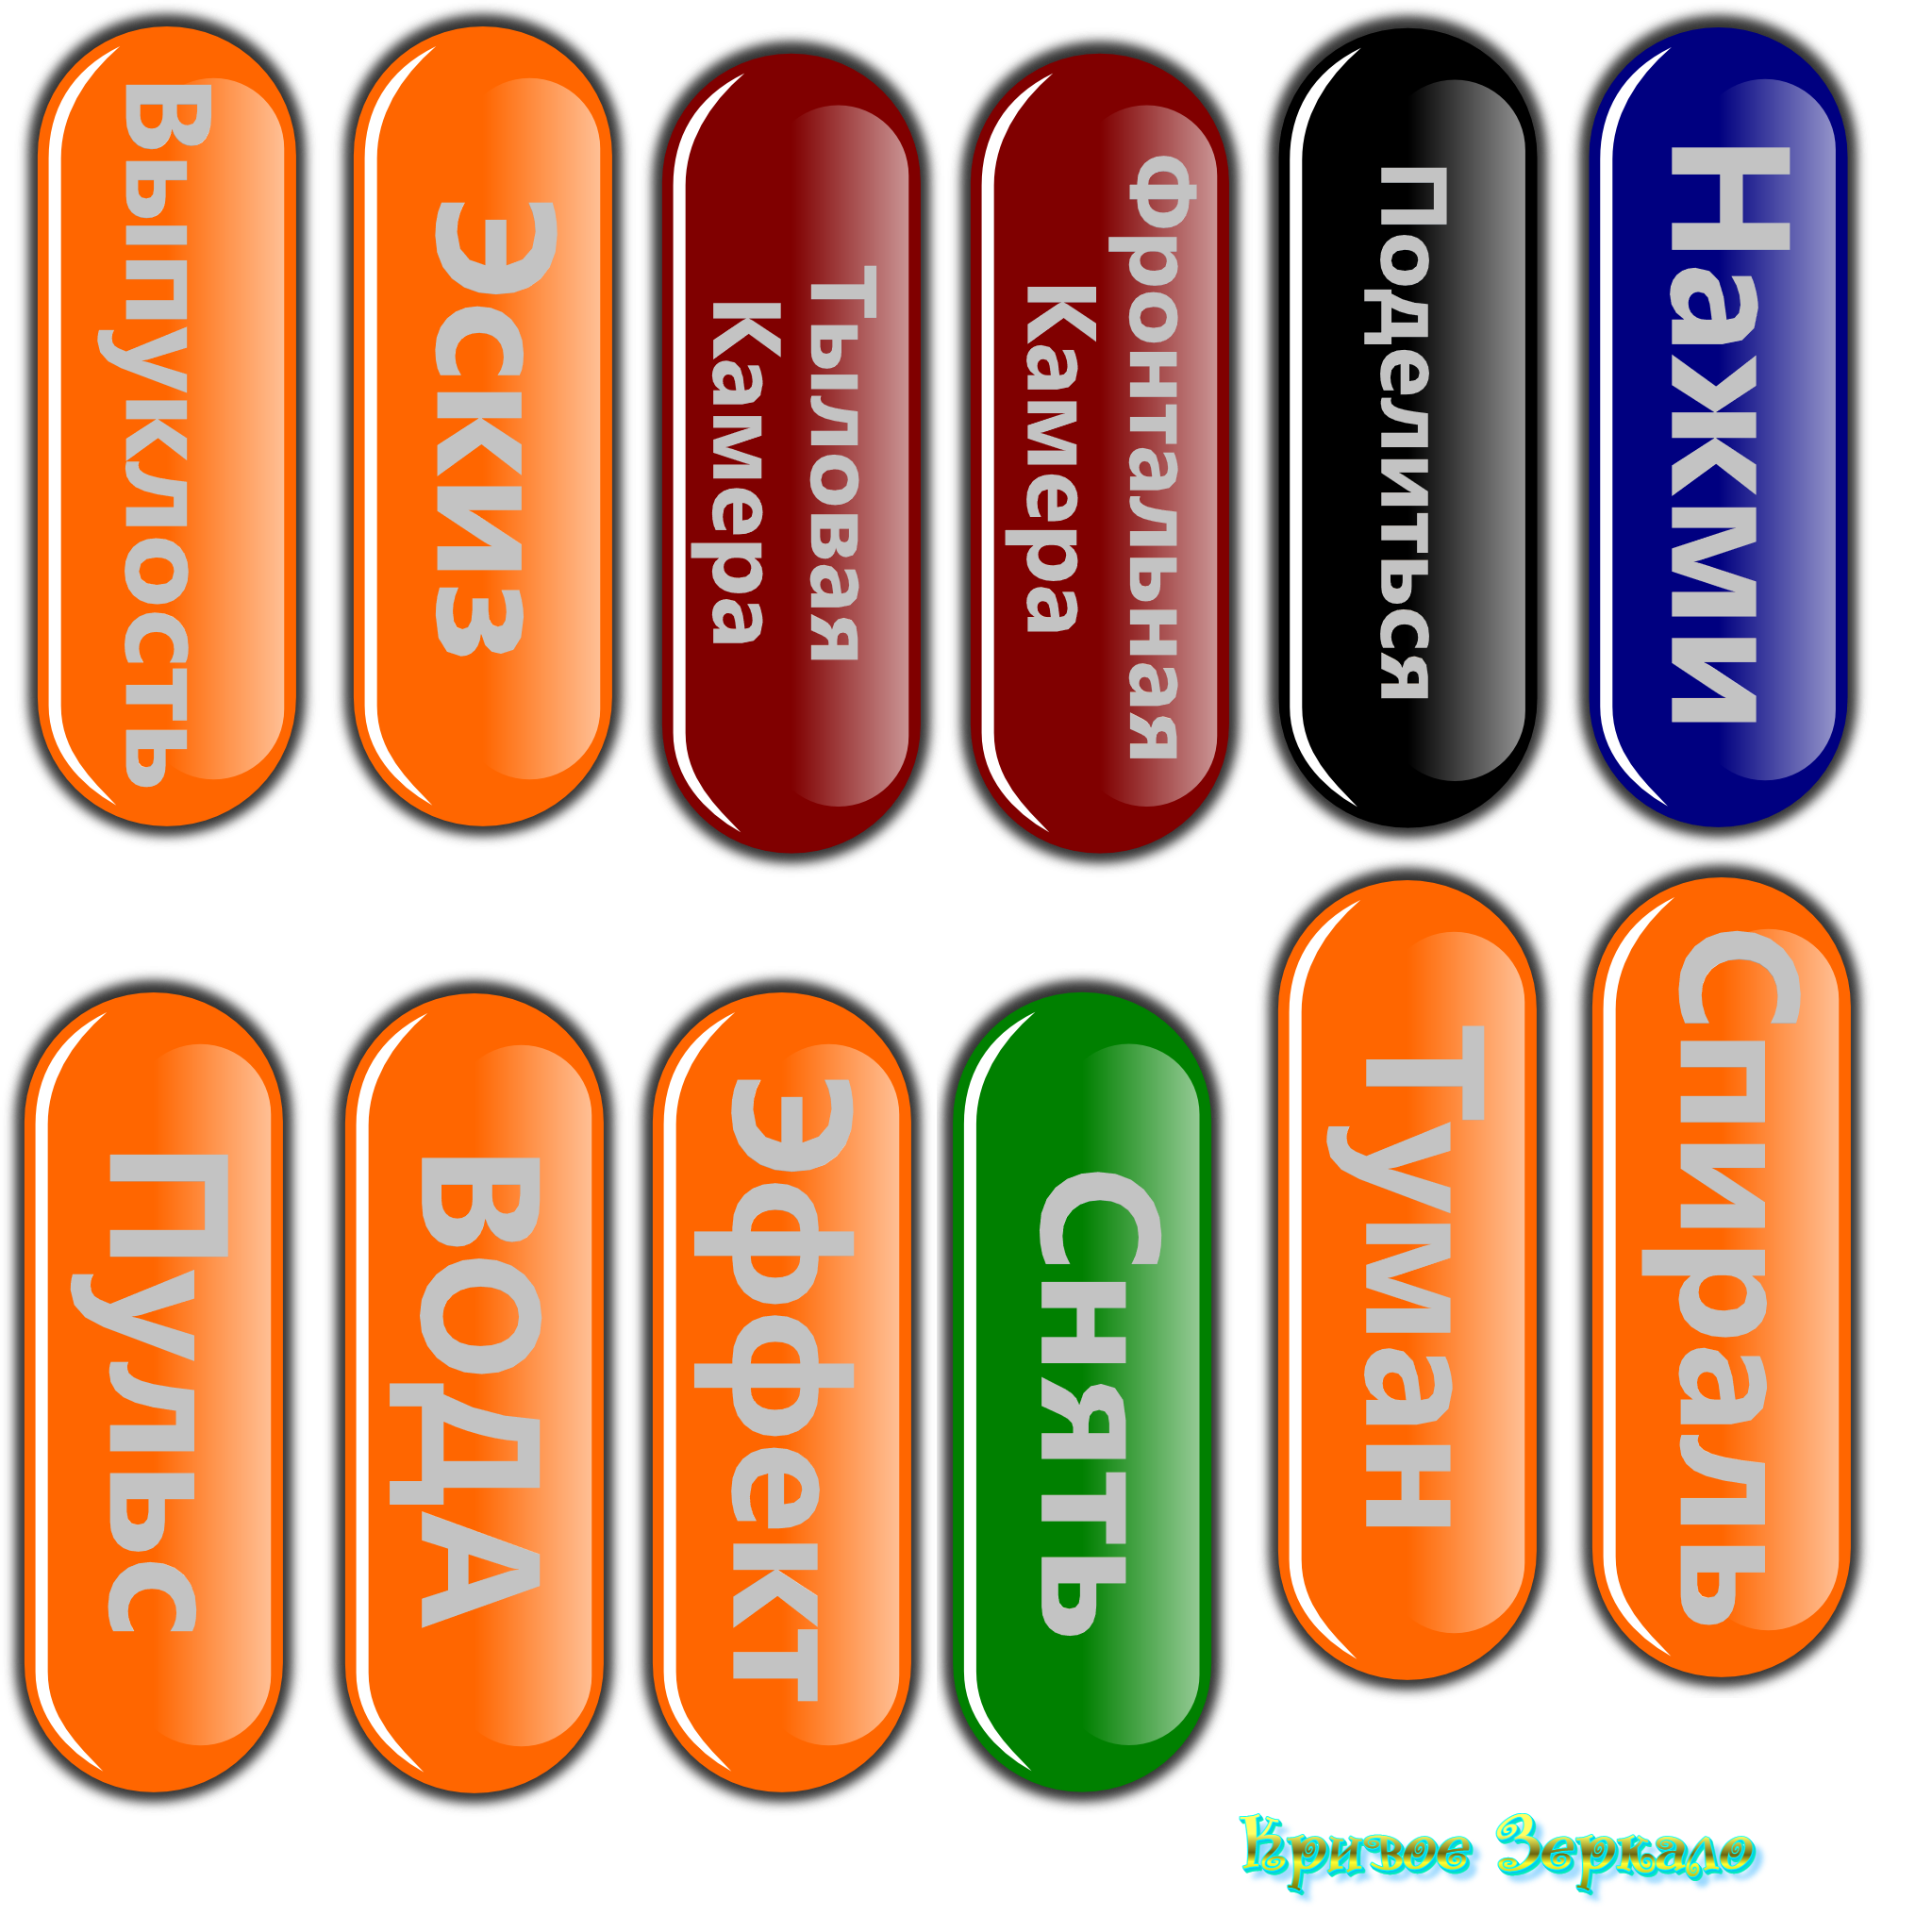 Выпуклость
Эскиз
Тыловая
Камера
Фронтальная
Камера
Поделиться
Нажми
Пульс
ВОДА
Эффект
Снять
Туман
Спираль
Кривое Зеркало